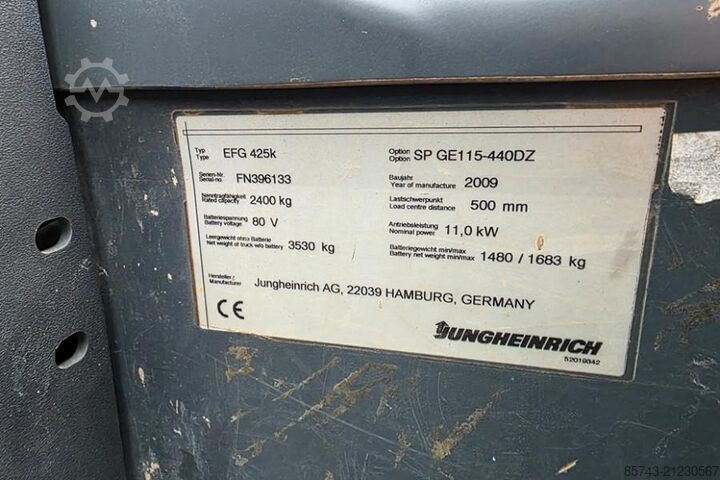 Typ
Type EFG 425k
Option
Option SP GE115-440DZ
Serien-Nr.
Serial-no. FN396133
Baujahr
Year of manufacture 2009
Nenntragfähigkeit
Rated capacity 2400 kg
Lastschwerpunkt
Load centre distance 500 mm
Batteriespannung
Battery voltage 80 V
Antriebsleistung
Nominal power 11,0 kW
Leergewicht ohne Batterie
Net weight of truck w/o battery 3530 kg
Batteriegewicht min/max
Battery net weight min/max 1480 / 1683 kg
Hersteller
Manufacturer Jungheinrich AG, 22039 HAMBURG, GERMANY
CE
JUNGHEINRICH
52019342
85743-21230567